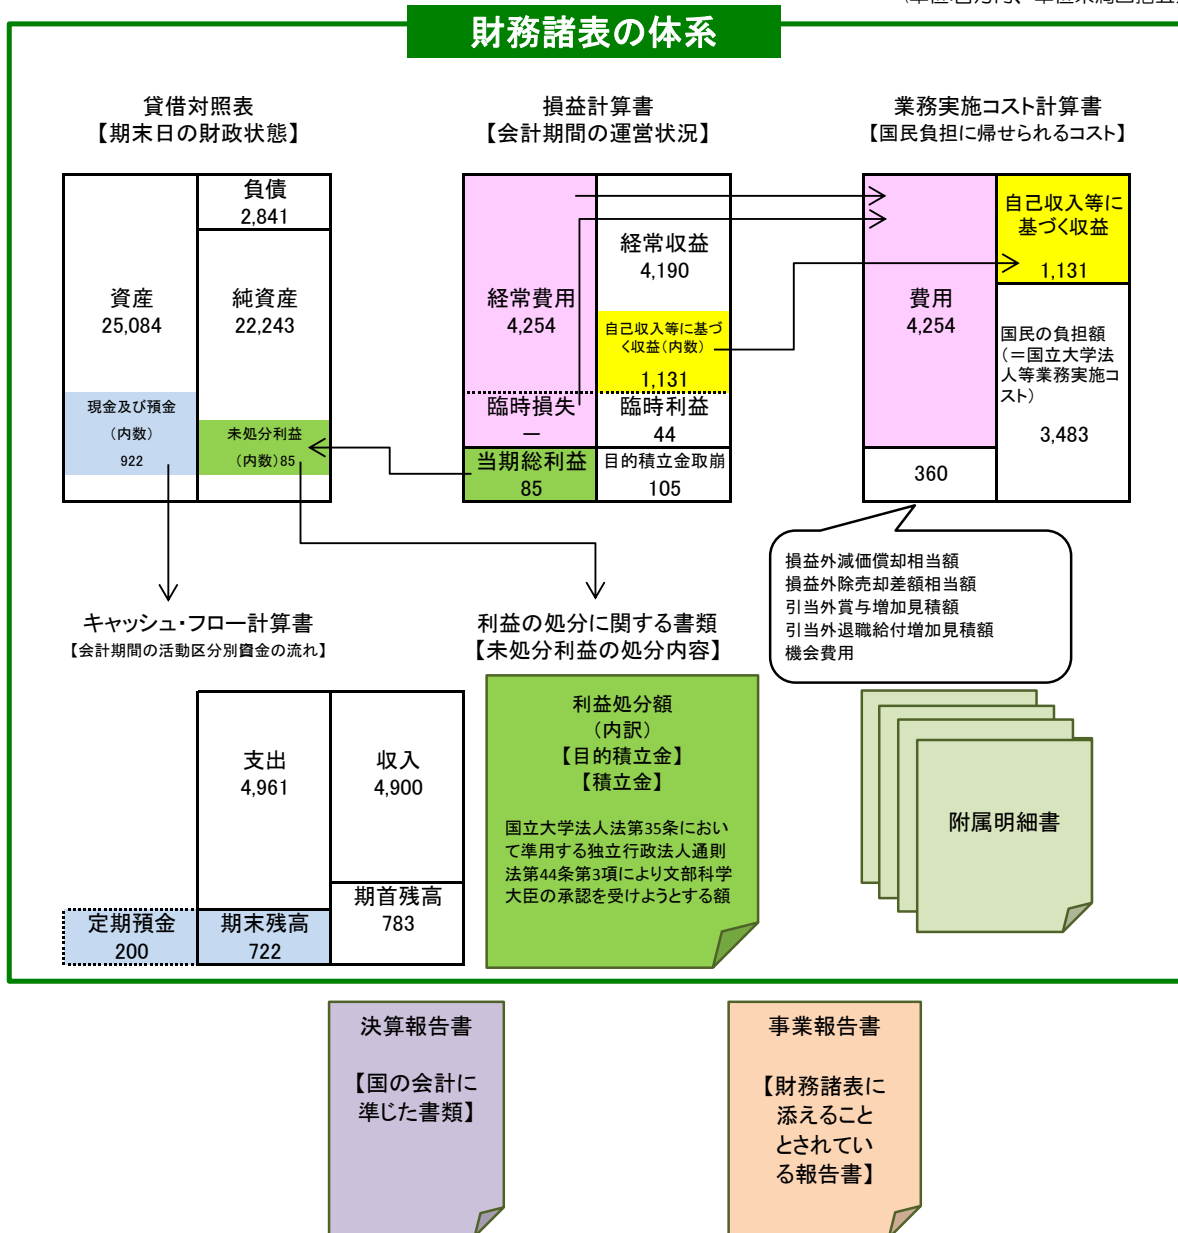 財務諸表の体系
貸借対照表
【期末日の財政状態】
損益計算書
【会計期間の運営状況】
業務実施コスト計算書
【国民負担に帰せられるコスト】
負債
2,841
資産
25,084
純資産
22,243
現金及び預金
(内数)
922
未処分利益
(内数)85
経常収益
4,190
経常費用
4,254
自己収入等に基づ
く収益(内数)
1,131
臨時損失
－
臨時利益
44
当期総利益
85
目的積立金取崩
105
自己収入等に
基づく収益
1,131
費用
4,254
国民の負担額
(＝国立大学法
人等業務実施コ
スト)
3,483
360
損益外減価償却相当額
損益外除売却差額相当額
引当外賞与増加見積額
引当外退職給付増加見積額
機会費用
キャッシュ・フロー計算書
【会計期間の活動区分別資金の流れ】
利益の処分に関する書類
【未処分利益の処分内容】
支出
4,961
収入
4,900
期首残高
783
定期預金
200
期末残高
722
利益処分額
(内訳)
【目的積立金】
【積立金】
国立大学法人法第35条におい
て準用する独立行政法人通則
法第44条第3項により文部科学
大臣の承認を受けようとする額
附属明細書
決算報告書
【国の会計に
準じた書類】
事業報告書
【財務諸表に
添えること
とされてい
る報告書】